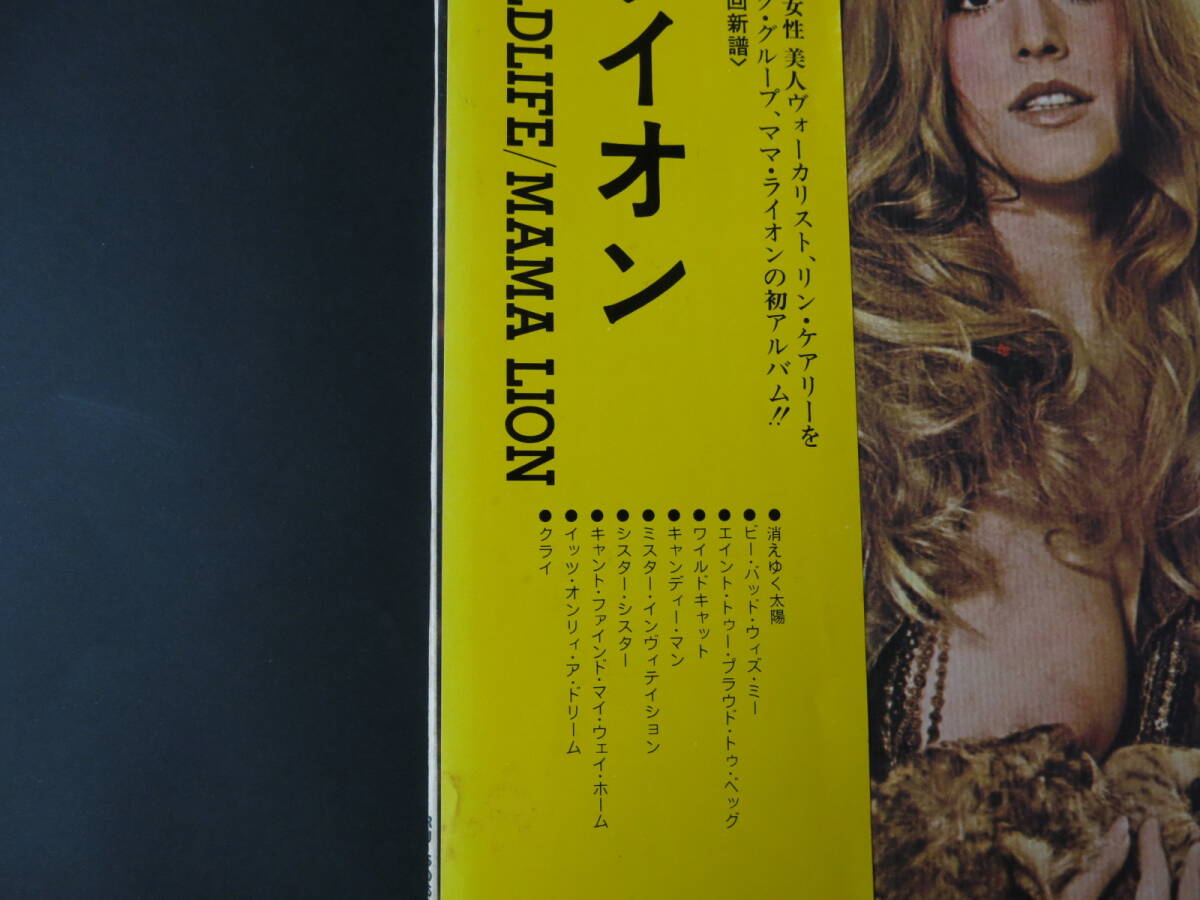 女性 美人ヴォーカリスト、リン・ケアリーを
・グループ、ママ・ライオンの初アルバム!!
回新譜〉
イオン
LDLIFE/MAMA LION
●消えゆく太陽
●ビー・バッド・ウィズ・ミー
●エイント・トゥー・プラウド・トゥ・ベッグ
●ワイルドキャット
●キャンディー・マン
●ミスター・インヴィテイション
●シスター・シスター
●キャント・ファインド・マイ・ウェイ・ホーム
●イッツ・オンリィ・ア・ドリーム
●クライ